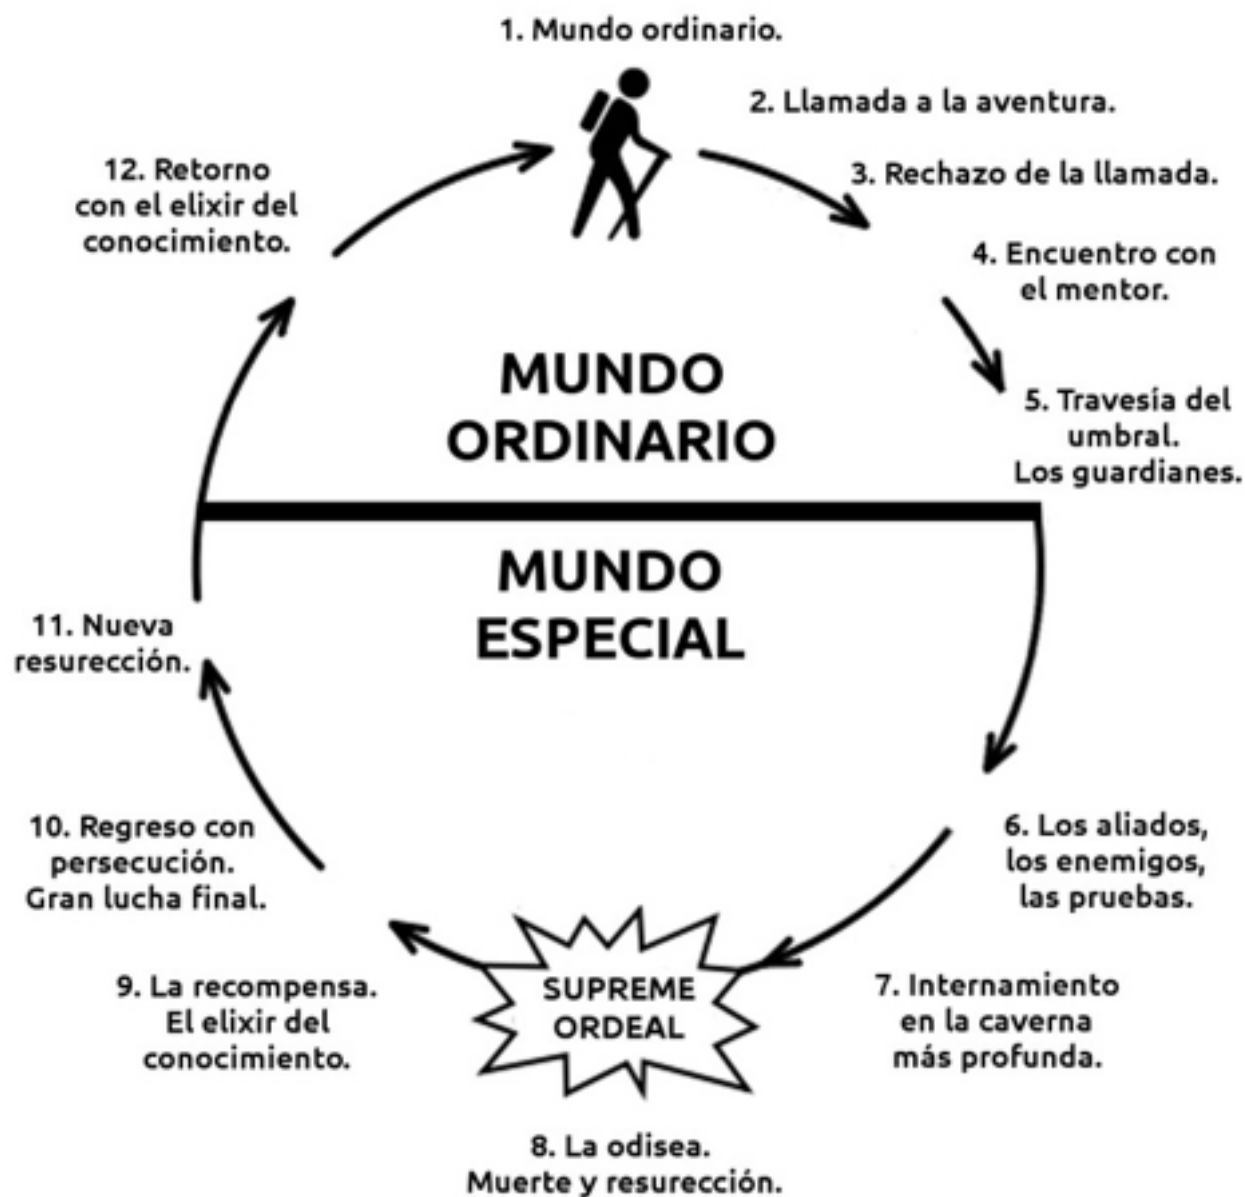 1. Mundo ordinario.
2. Llamada a la aventura.
3. Rechazo de la llamada.
4. Encuentro con
el mentor.
5. Travesía del
umbral.
Los guardianes.
6. Los aliados,
los enemigos,
las pruebas.
7. Internamiento
en la caverna
más profunda.
SUPREME
ORDEAL
8. La odisea.
Muerte y resurección.
9. La recompensa.
El elixir del
conocimiento.
10. Regreso con
persecución.
Gran lucha final.
11. Nueva
resurección.
12. Retorno
con el elixir del
conocimiento.
MUNDO
ORDINARIO
MUNDO
ESPECIAL